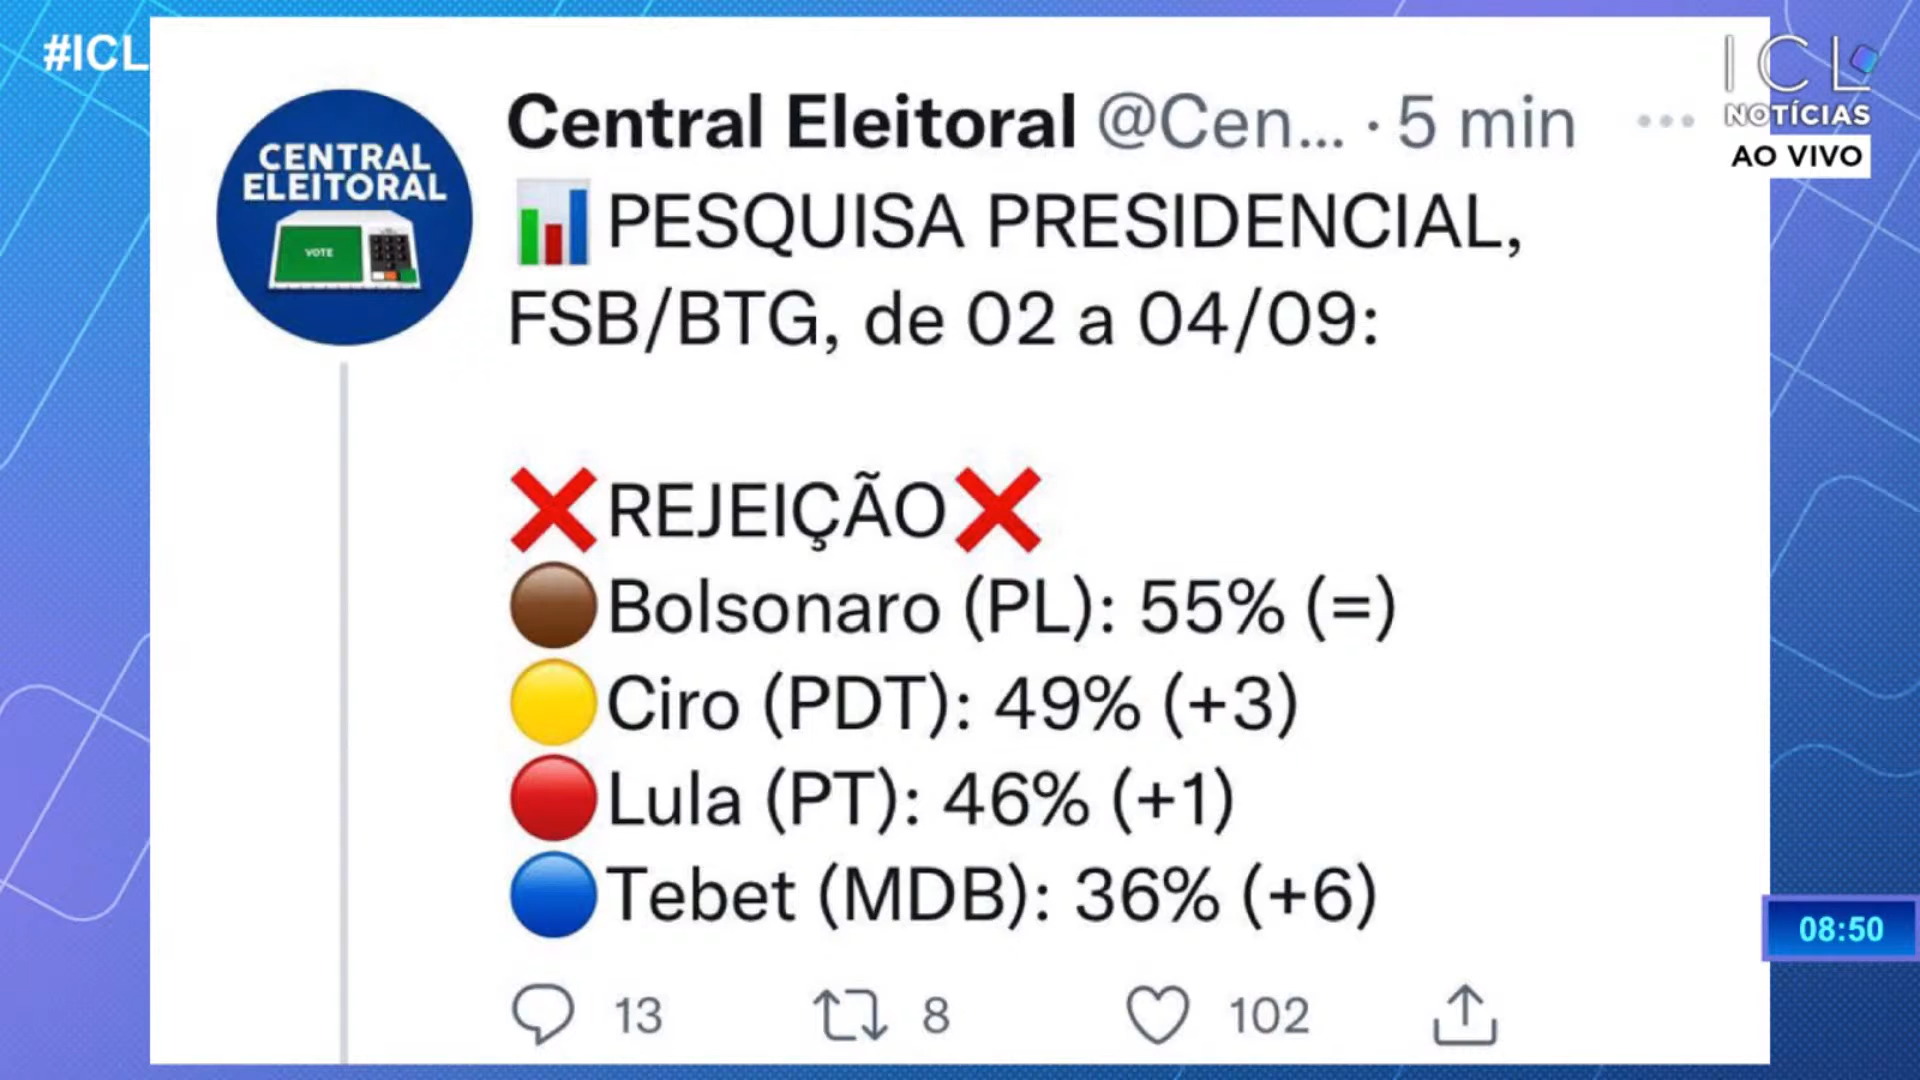 #ICL
ICL
NOTÍCIAS
AO VIVO
CENTRAL
ELEITORAL
VOTE
Central Eleitoral @Cen... · 5 min
PESQUISA PRESIDENCIAL,
FSB/BTG, de 02 a 04/09:
❌REJEIÇÃO❌
🟤Bolsonaro (PL): 55% (=)
🟡Ciro (PDT): 49% (+3)
🔴Lula (PT): 46% (+1)
🔵Tebet (MDB): 36% (+6)
13 8 102
08:50